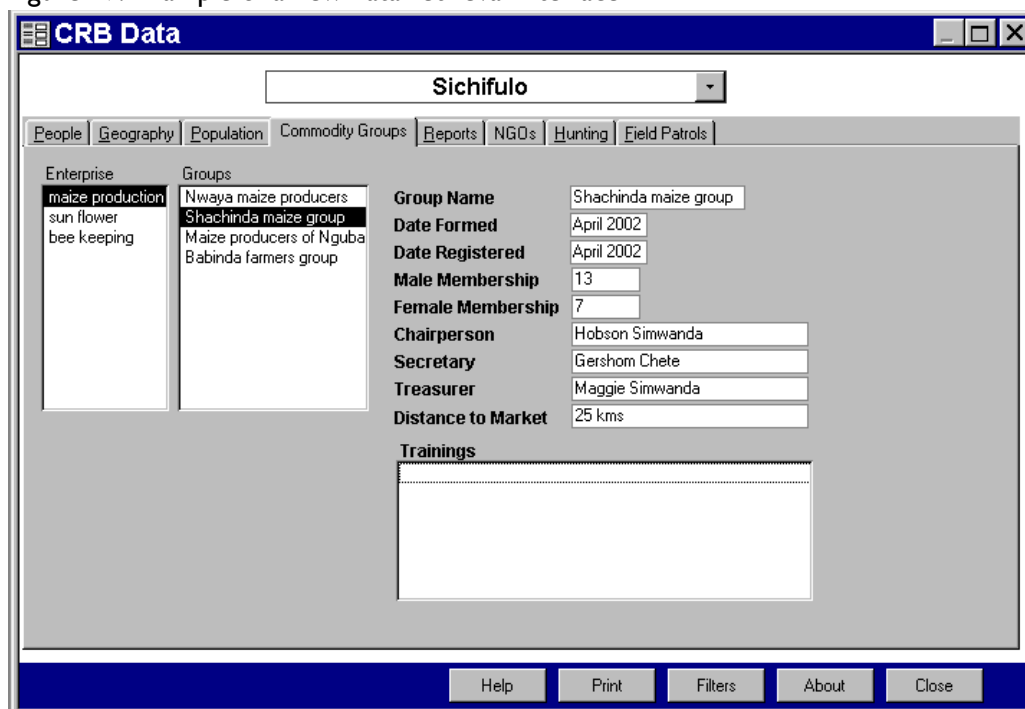 CRB Data
Sichifulo
People Geography Population Commodity Groups Reports NGOs Hunting Field Patrols
Enterprise
maize production
sun flower
bee keeping
Groups
Nwaya maize producers
Shachinda maize group
Maize producers of Nguba
Babinda farmers group
Group Name Shachinda maize group
Date Formed April 2002
Date Registered April 2002
Male Membership 13
Female Membership 7
Chairperson Hobson Simwanda
Secretary Gershom Chete
Treasurer Maggie Simwanda
Distance to Market 25 kms
Trainings
Help Print Filters About Close